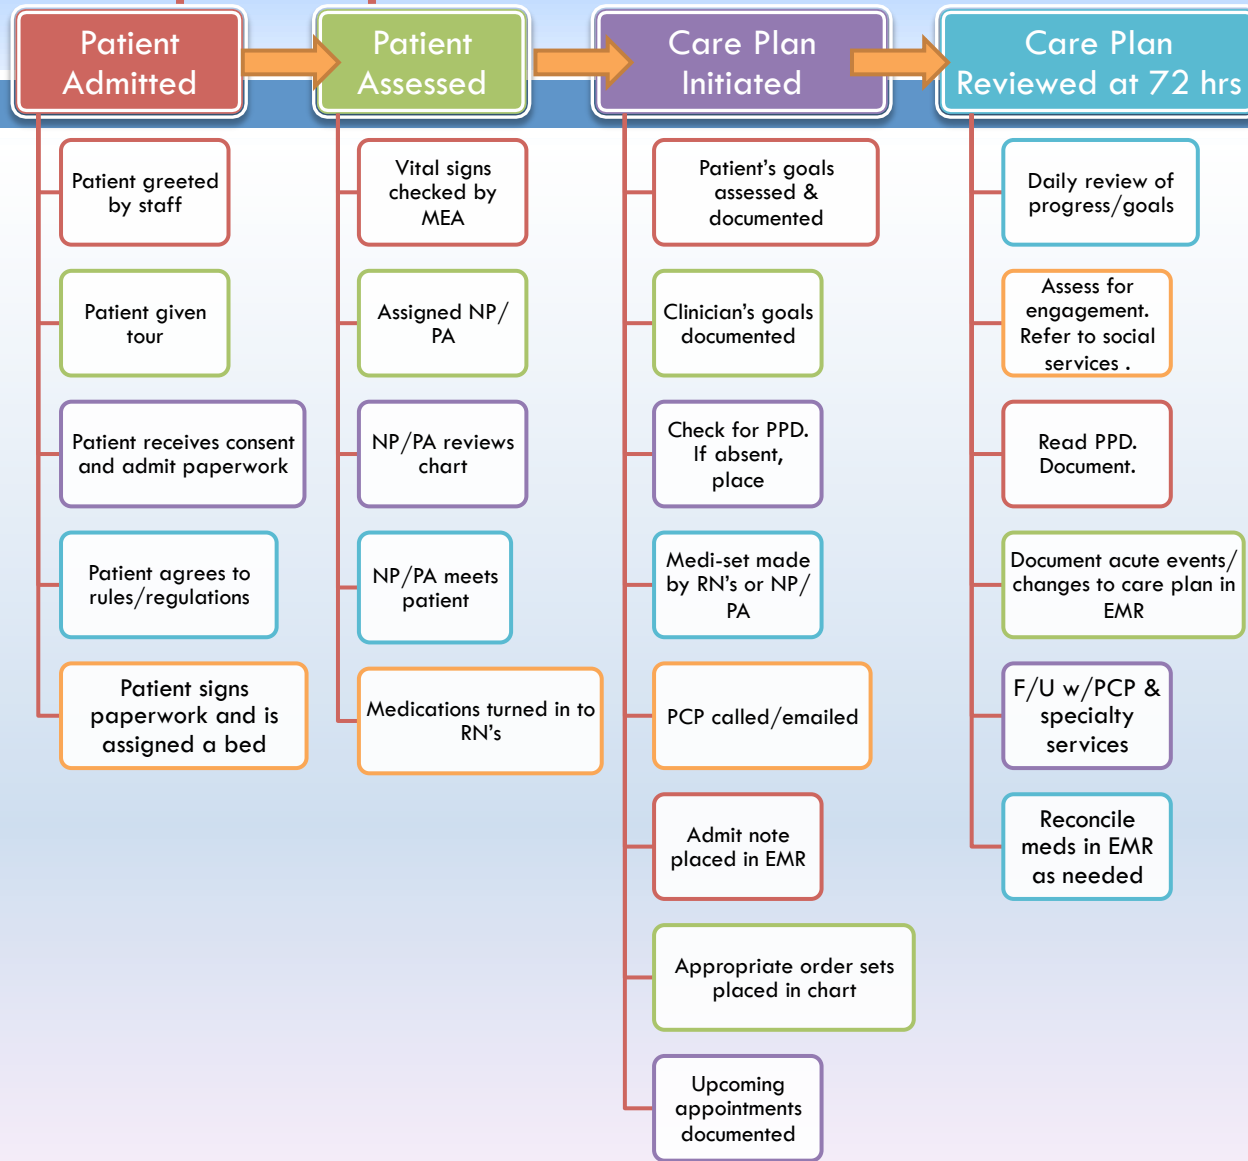 Patient
Admitted
Patient
Assessed
Care Plan
Initiated
Care Plan
Reviewed at 72 hrs
Patient greeted
by staff
Patient given
tour
Patient receives consent
and admit paperwork
Patient agrees to
rules/regulations
Patient signs
paperwork and is
assigned a bed
Vital signs
checked by
MEA
Assigned NP/
PA
NP/PA reviews
chart
NP/PA meets
patient
Medications turned in to
RN’s
Patient’s goals
assessed &
documented
Clinician’s goals
documented
Check for PPD.
If absent,
place
Medi-set made
by RN’s or NP/
PA
PCP called/emailed
Admit note
placed in EMR
Appropriate order sets
placed in chart
Upcoming
appointments
documented
Daily review of
progress/goals
Assess for
engagement.
Refer to social
services .
Read PPD.
Document.
Document acute events/
changes to care plan in
EMR
F/U w/PCP &
specialty
services
Reconcile
meds in EMR
as needed